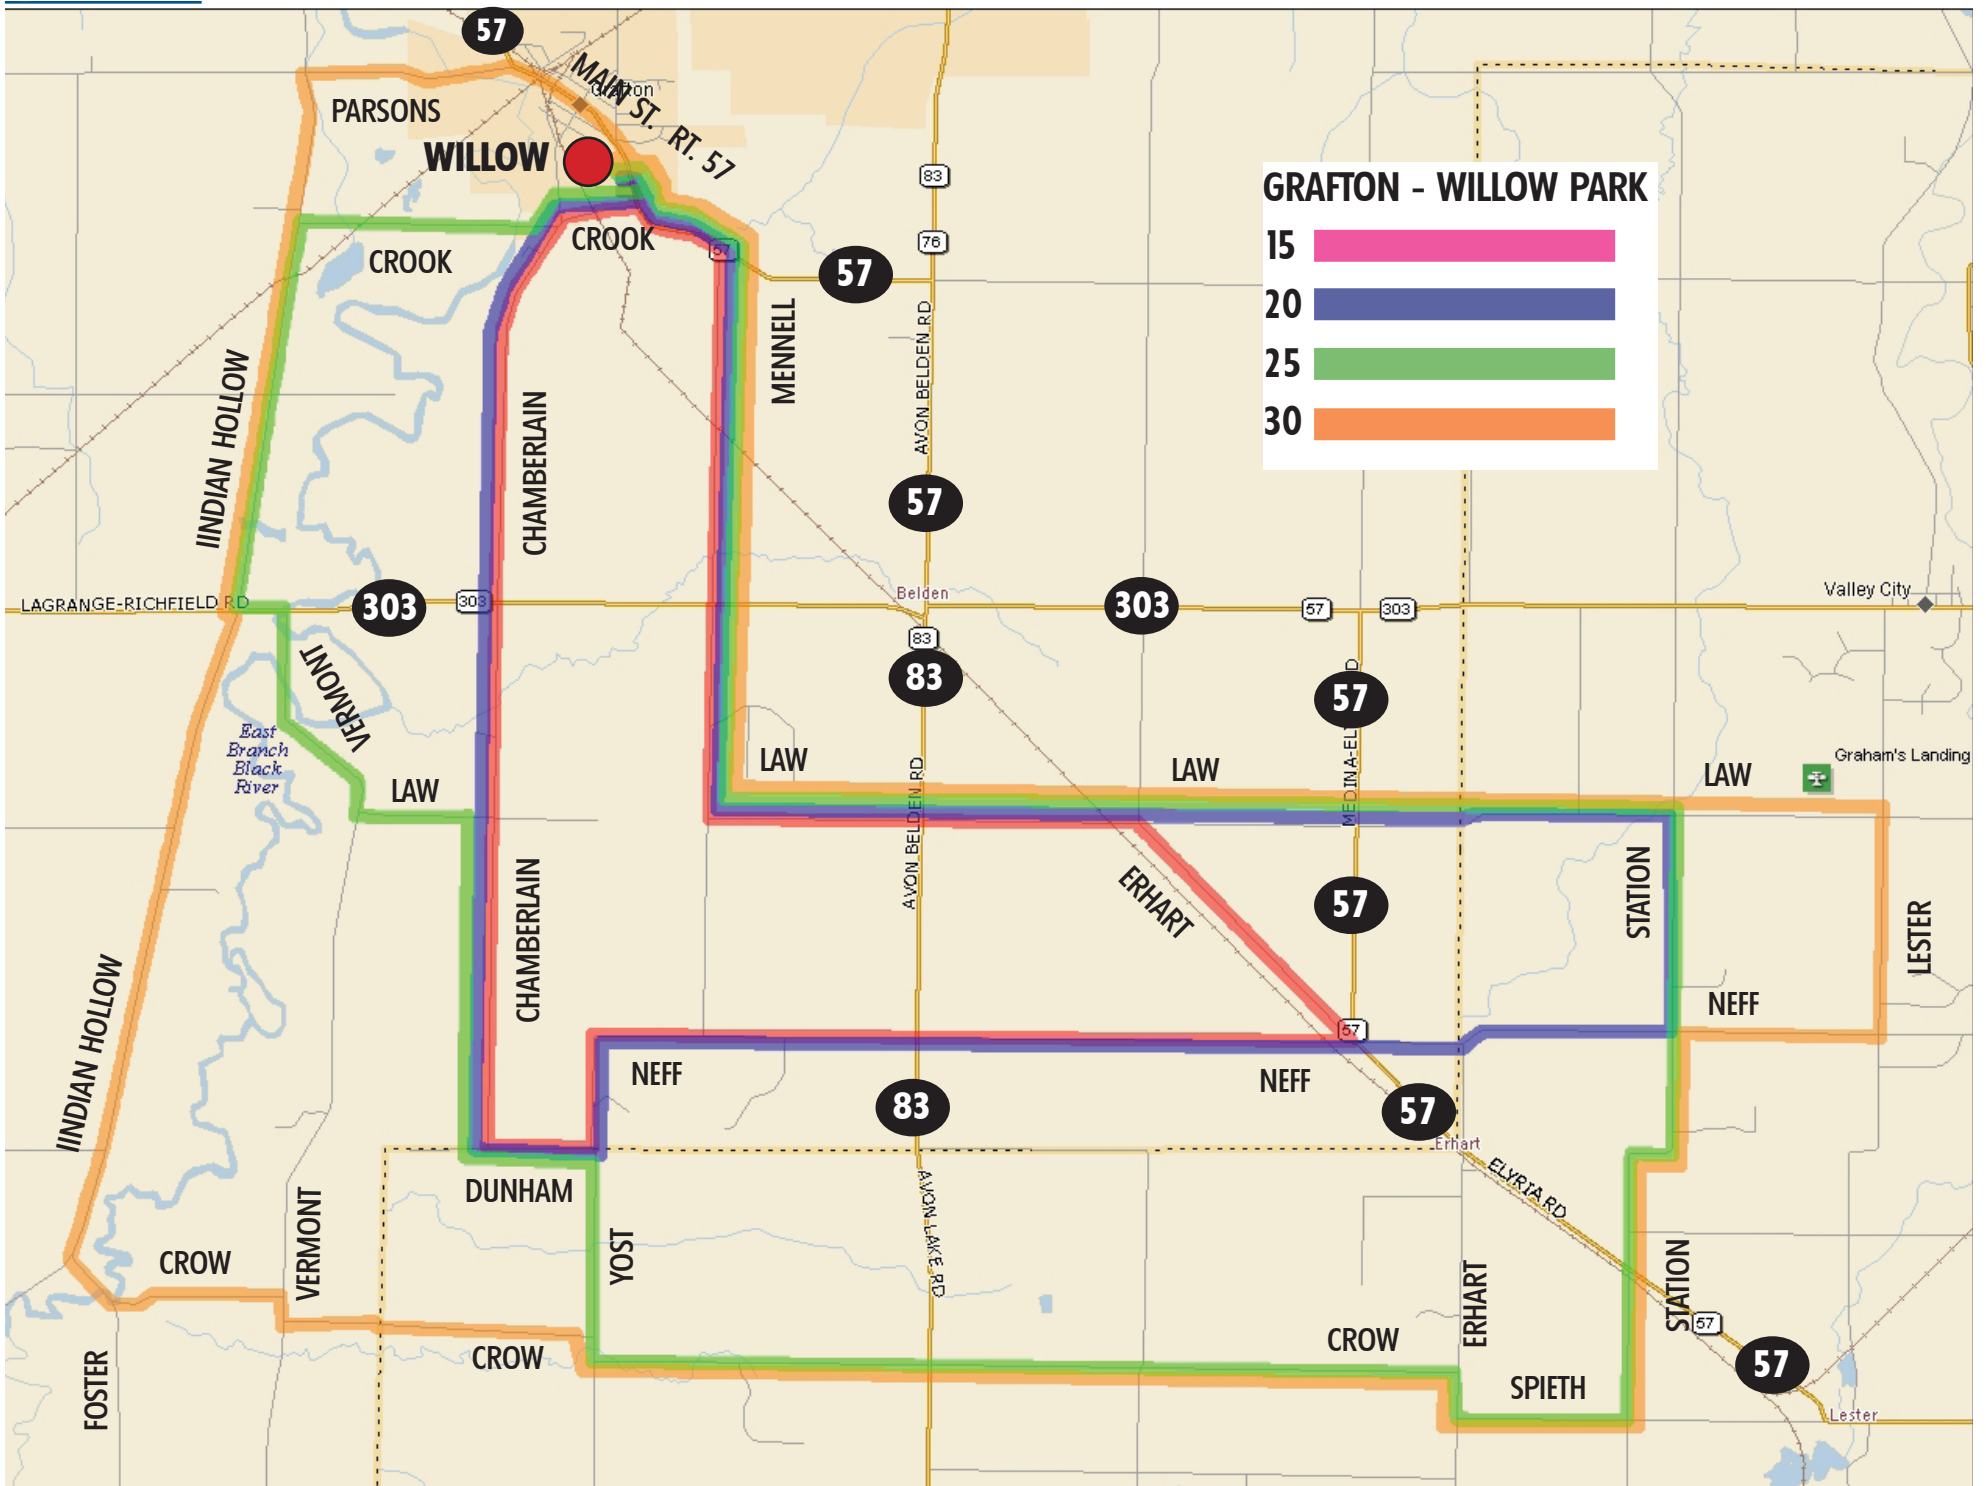 57
MAIN ST. RT. 57
Grafton
PARSONS
WILLOW
83
GRAFTON - WILLOW PARK
15
20
25
30
CROOK
CROOK
57
57
76
MENNELL
AVON BELDEN RD
IINDIAN HOLLOW
CHAMBERLAIN
57
LAGRANGE-RICHFIELD RD
303
303
Belden
303
57
303
Valley City
83
83
VERMONT
57
East
Branch
Black
River
LAW
LAW
LAW
LAW
Graham's Landing
AVON BELDEN RD
ERHART
57
STATION
LESTER
CHAMBERLAIN
IINDIAN HOLLOW
NEFF
57
NEFF
NEFF
83
57
Erhart
ELYRIA RD
DUNHAM
AVON LAKE RD
YOST
VERMONT
CROW
STATION
57
ERHART
CROW
CROW
57
FOSTER
SPIETH
Lester